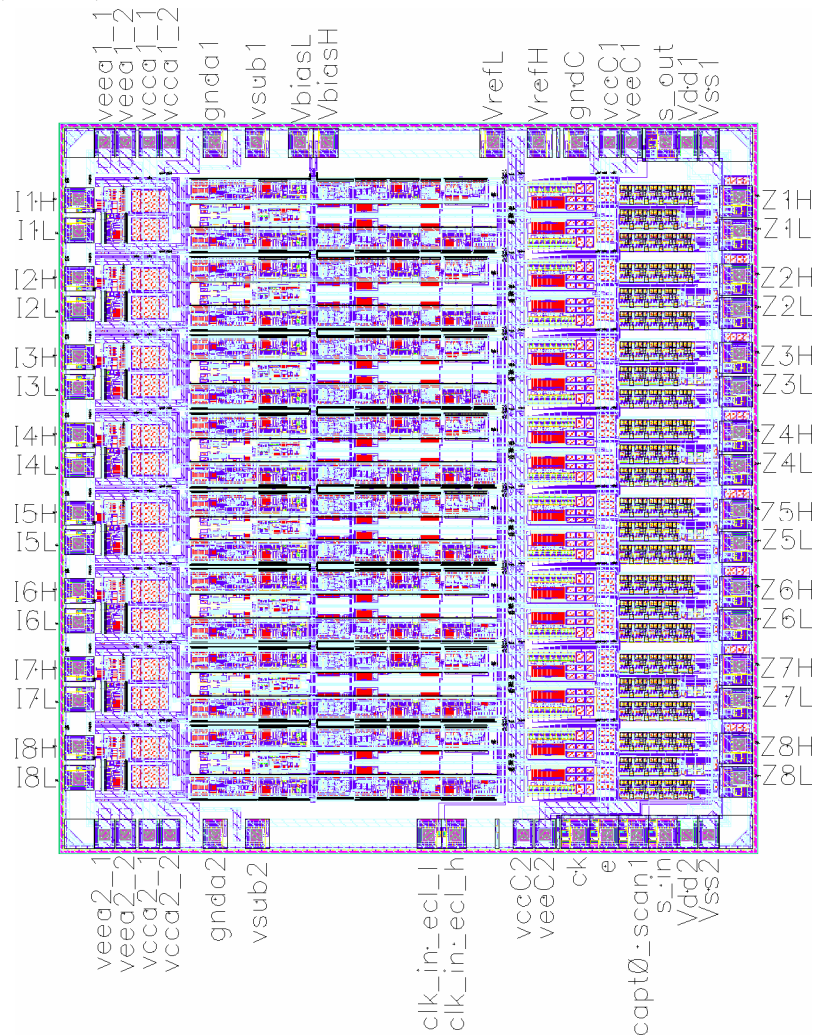 veea1_1
veea1_2
vcca1_1
vcca1_2
gnda1
vsub1
VbiasL
VbiasH
VrefL
VrefH
gndC
vccC1
veeC1
s_out
Vdd1
Vss1
I1H
I1L
I2H
I2L
I3H
I3L
I4H
I4L
I5H
I5L
I6H
I6L
I7H
I7L
I8H
I8L
Z1H
Z1L
Z2H
Z2L
Z3H
Z3L
Z4H
Z4L
Z5H
Z5L
Z6H
Z6L
Z7H
Z7L
Z8H
Z8L
veea2_1
veea2_2
vcca2_1
vcca2_2
gnda2
vsub2
clk_in_ecl_l
clk_in_ecl_h
vccC2
veeC2
ck
e
capt0_scan1
s_in
Vdd2
Vss2